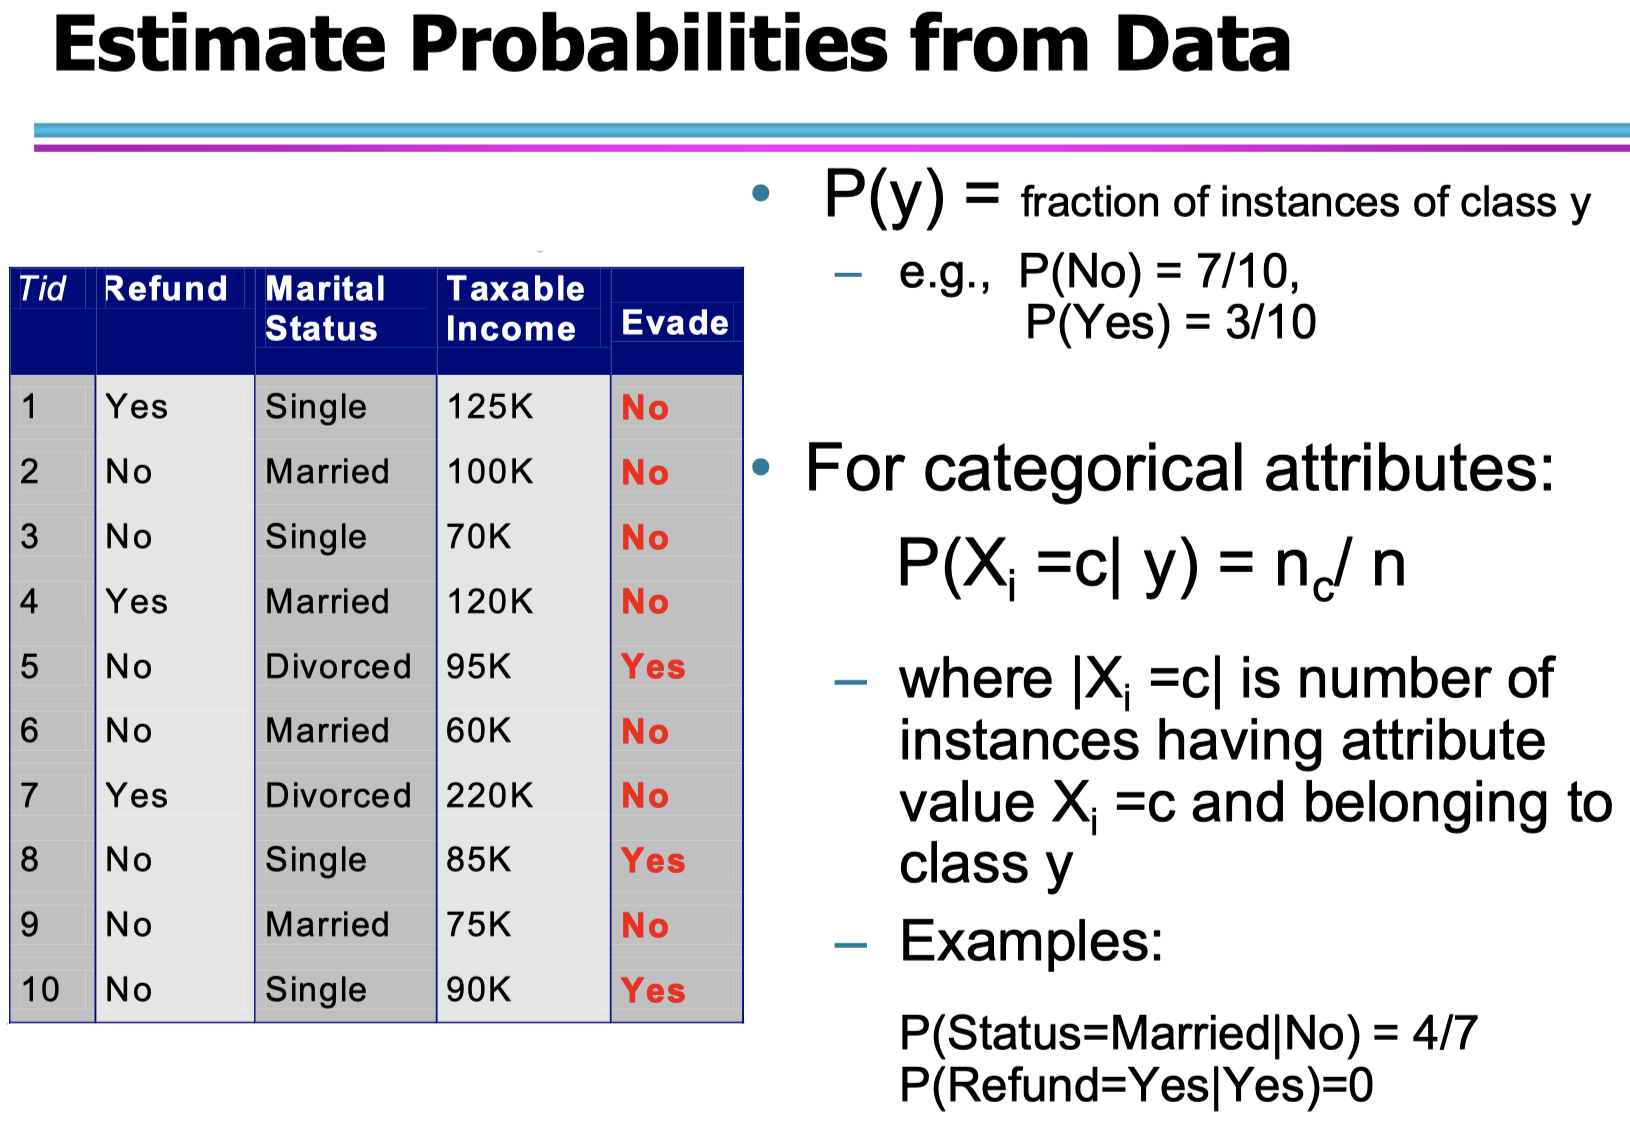 Estimate Probabilities from Data
Tid Refund Marital Status Taxable Income Evade
1 Yes Single 125K No
2 No Married 100K No
3 No Single 70K No
4 Yes Married 120K No
5 No Divorced 95K Yes
6 No Married 60K No
7 Yes Divorced 220K No
8 No Single 85K Yes
9 No Married 75K No
10 No Single 90K Yes
• P(y) = fraction of instances of class y
– e.g., P(No) = 7/10,
P(Yes) = 3/10
• For categorical attributes:
P(Xi =c| y) = nc/ n
– where |Xi =c| is number of
instances having attribute
value Xi =c and belonging to
class y
– Examples:
P(Status=Married|No) = 4/7
P(Refund=Yes|Yes)=0